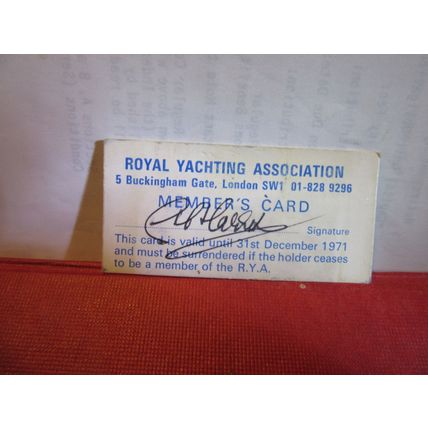 ROYAL YACHTING ASSOCIATION
5 Buckingham Gate, London SW1 01-828 9296
MEMBER'S CARD
Signature
This card is valid until 31st December 1971
and must be surrendered if the holder ceases
to be a member of the R.Y.A.